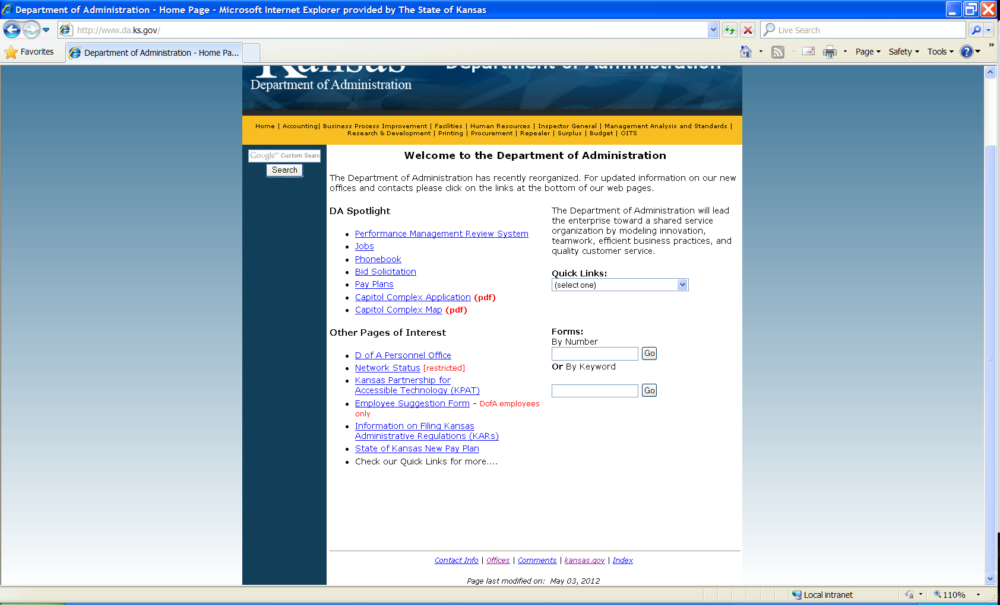 Department of Administration - Home Page - Microsoft Internet Explorer provided by The State of Kansas
http://www.da.ks.gov/
Live Search
Favorites
Department of Administration - Home Pa...
Page
Safety
Tools
Kansas
Department of Administration
Department of Administration
Home | Accounting| Business Process Improvement | Facilities | Human Resources | Inspector General | Management Analysis and Standards |
Research & Development | Printing | Procurement | Repealer | Surplus | Budget | OITS
Google™ Custom Sear
Search
Welcome to the Department of Administration
The Department of Administration has recently reorganized. For updated information on our new
offices and contacts please click on the links at the bottom of our web pages.
DA Spotlight
Performance Management Review System
Jobs
Phonebook
Bid Solicitation
Pay Plans
Capitol Complex Application (pdf)
Capitol Complex Map (pdf)
The Department of Administration will lead
the enterprise toward a shared service
organization by modeling innovation,
teamwork, efficient business practices, and
quality customer service.
Quick Links:
(select one)
Other Pages of Interest
D of A Personnel Office
Network Status [restricted]
Kansas Partnership for
Accessible Technology (KPAT)
Employee Suggestion Form - DofA employees
only
Information on Filing Kansas
Administrative Regulations (KARs)
State of Kansas New Pay Plan
Check our Quick Links for more....
Forms:
By Number
Go
Or By Keyword
Go
Contact Info | Offices | Comments | kansas.gov | Index
Page last modified on: May 03, 2012
Local intranet
110%